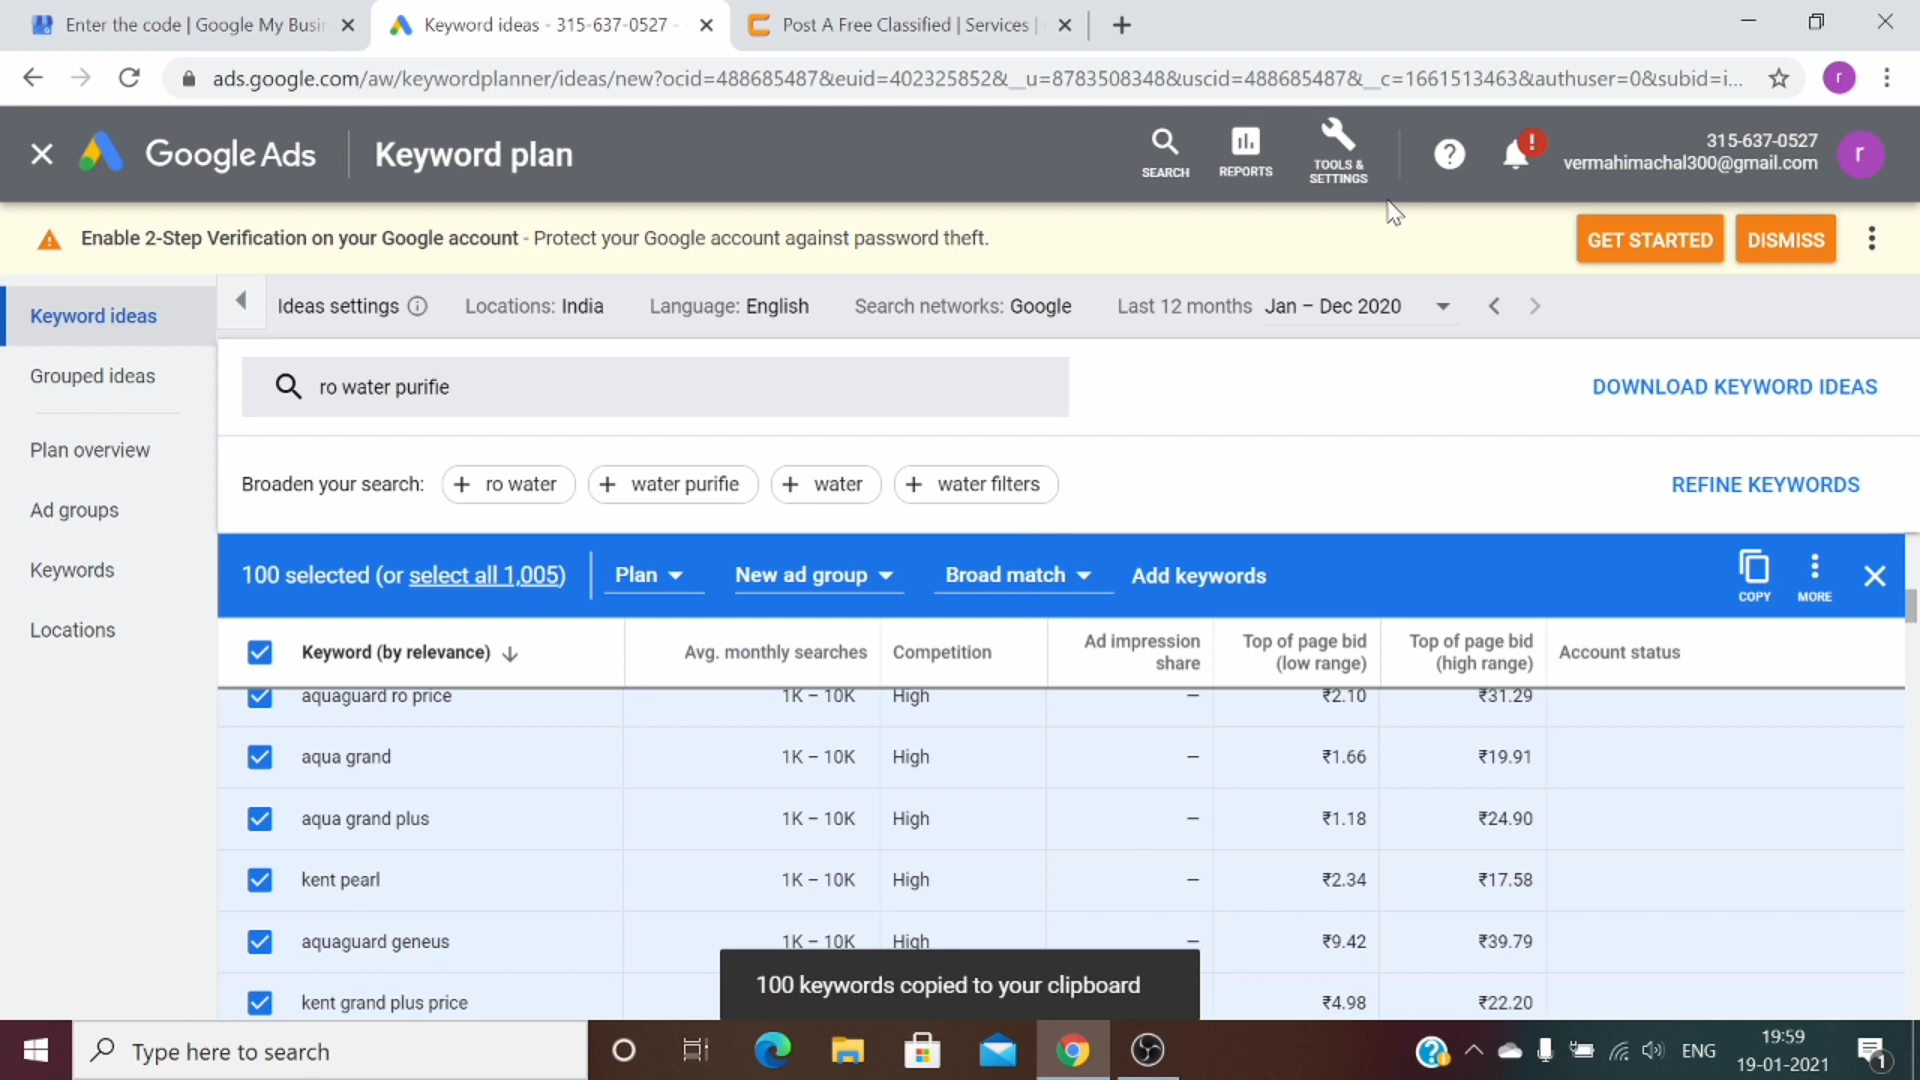 Enter the code | Google My Busi
Keyword ideas - 315-637-0527 -
Post A Free Classified | Services |
ads.google.com/aw/keywordplanner/ideas/new?ocid=488685487&euid=402325852&__u=8783508348&uscid=488685487&__c=1661513463&authuser=0&subid=i...
r
Google Ads
Keyword plan
SEARCH
REPORTS
TOOLS & SETTINGS
?
!
315-637-0527
vermahimachal300@gmail.com
r
Enable 2-Step Verification on your Google account - Protect your Google account against password theft.
GET STARTED
DISMISS
Keyword ideas
Grouped ideas
Plan overview
Ad groups
Keywords
Locations
Ideas settings
Locations: India
Language: English
Search networks: Google
Last 12 months
Jan – Dec 2020
ro water purifie
DOWNLOAD KEYWORD IDEAS
Broaden your search:
+ ro water
+ water purifie
+ water
+ water filters
REFINE KEYWORDS
100 selected (or select all 1,005)
Plan
New ad group
Broad match
Add keywords
COPY
MORE
Keyword (by relevance)
Avg. monthly searches
Competition
Ad impression share
Top of page bid (low range)
Top of page bid (high range)
Account status
aquaguard ro price 1K – 10K High – ₹2.10 ₹31.29
aqua grand 1K – 10K High – ₹1.66 ₹19.91
aqua grand plus 1K – 10K High – ₹1.18 ₹24.90
kent pearl 1K – 10K High – ₹2.34 ₹17.58
aquaguard geneus 1K – 10K High – ₹9.42 ₹39.79
kent grand plus price ₹4.98 ₹22.20
100 keywords copied to your clipboard
Type here to search
ENG
19:59
19-01-2021
1